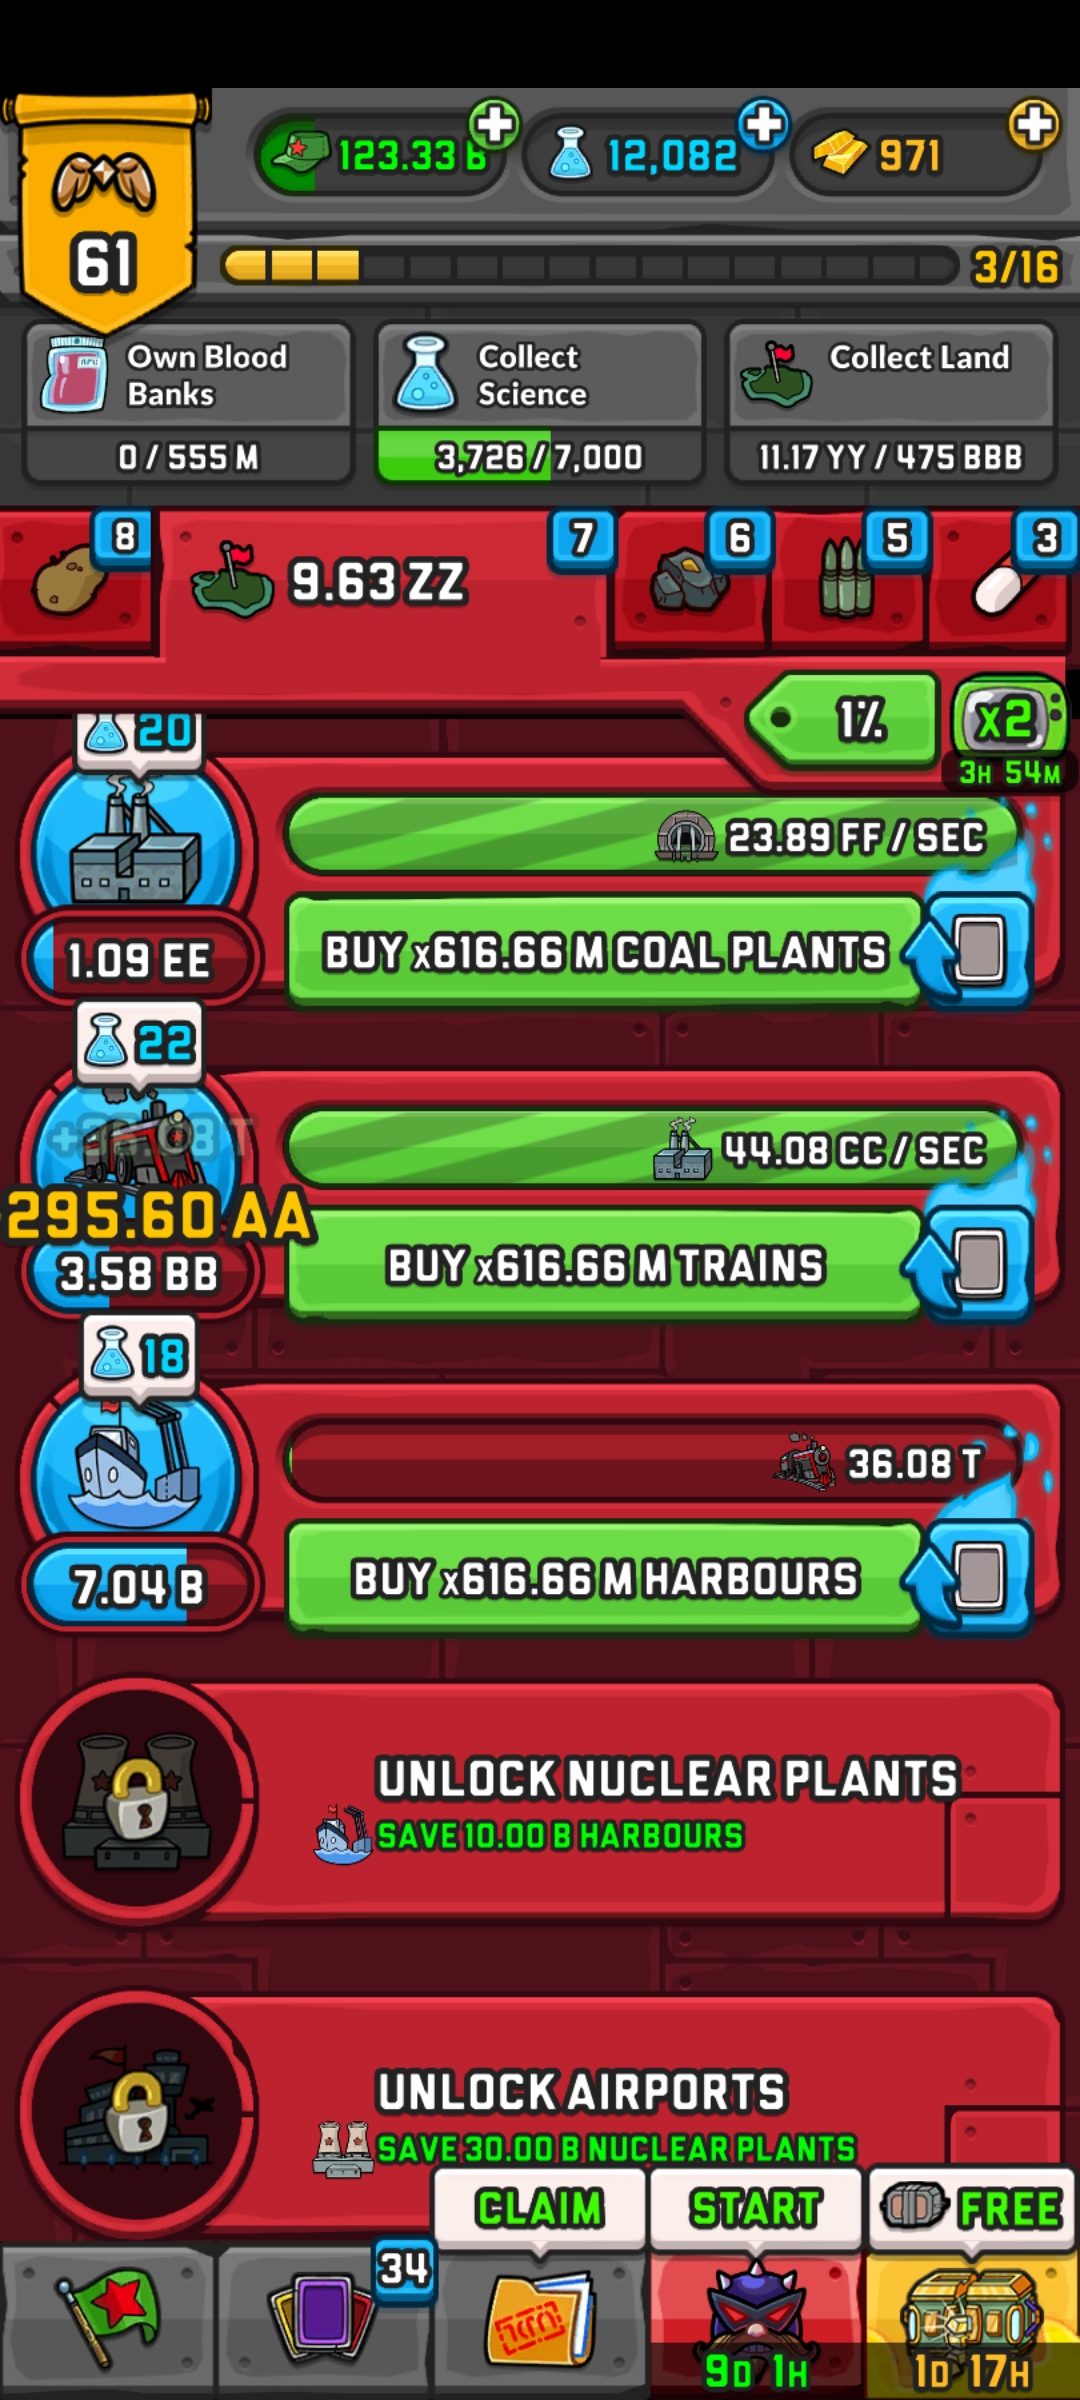 61
123.33 B
12,082
971
3/16
Own Blood Banks
0 / 555 M
Collect Science
3,726 / 7,000
Collect Land
11.17 YY / 475 BBB
8
9.63 ZZ
7
6
5
3
1%
x2
3H 54M
20
23.89 FF / SEC
1.09 EE
BUY x616.66 M COAL PLANTS
22
44.08 CC / SEC
295.60 AA
3.58 BB
BUY x616.66 M TRAINS
18
36.08 T
7.04 B
BUY x616.66 M HARBOURS
UNLOCK NUCLEAR PLANTS
SAVE 10.00 B HARBOURS
UNLOCK AIRPORTS
SAVE 30.00 B NUCLEAR PLANTS
CLAIM
START
FREE
34
9D 1H
1D 17H